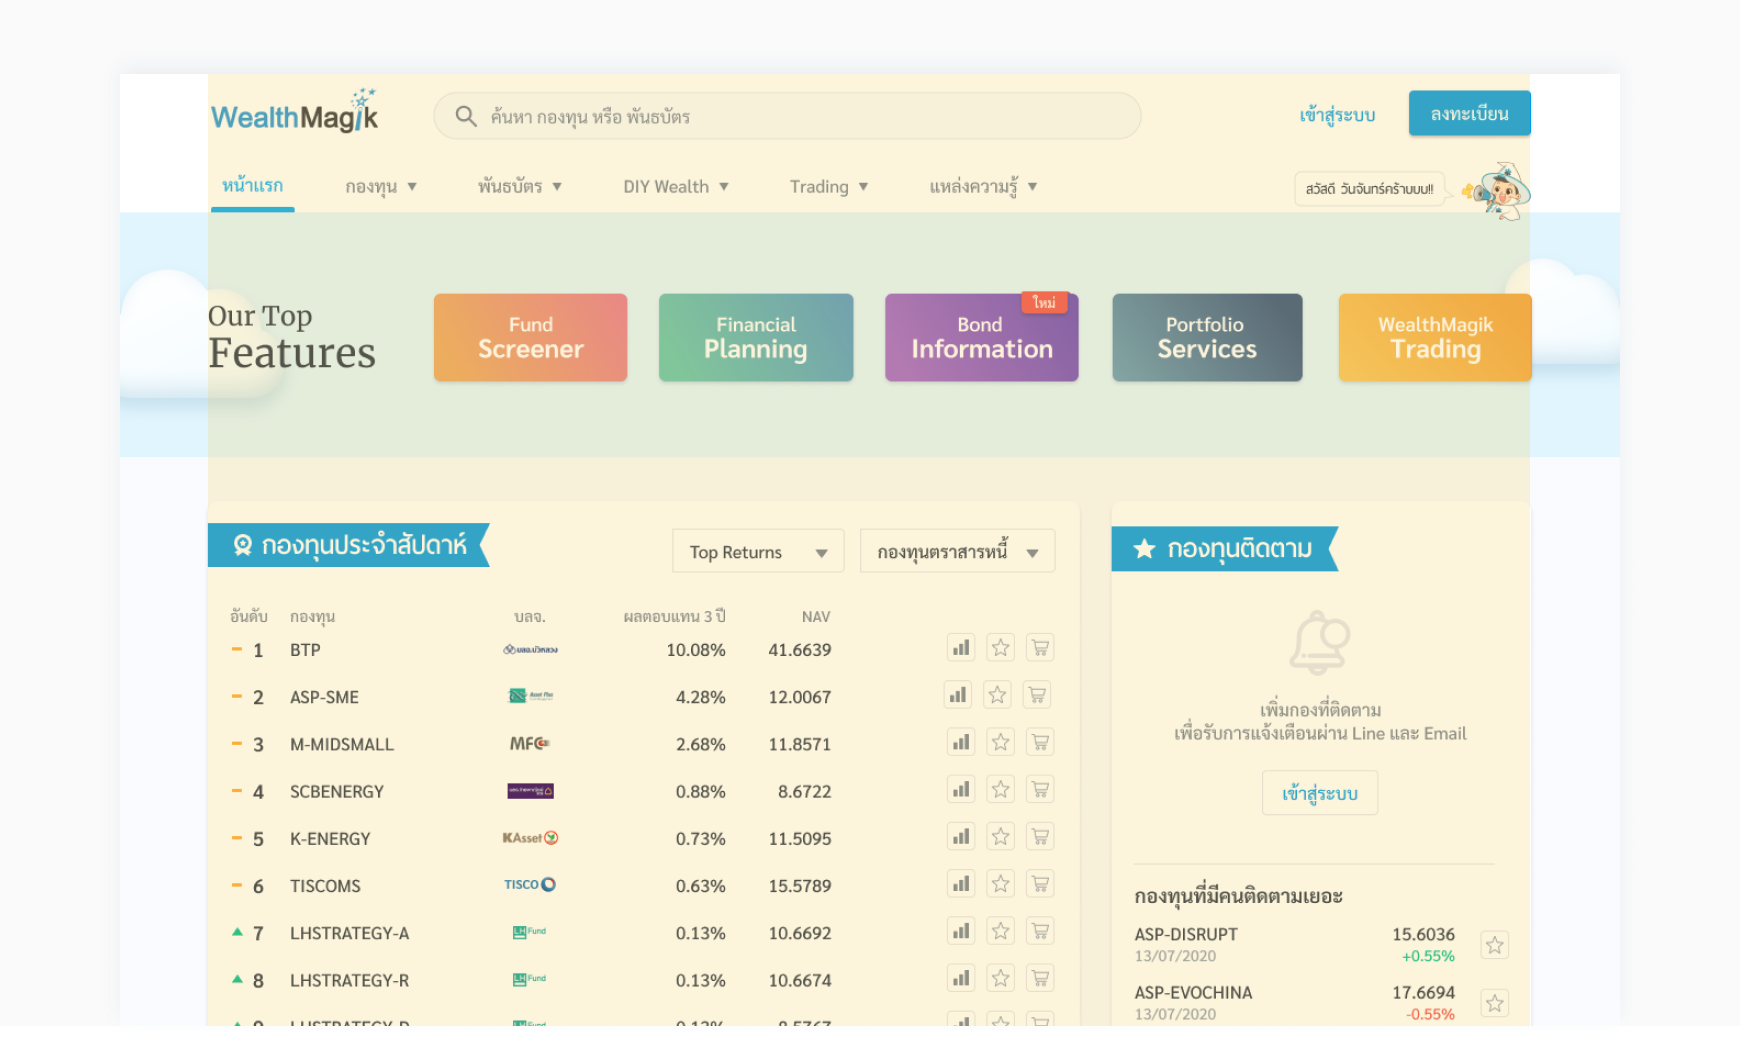 WealthMagik
ค้นหา กองทุน หรือ พันธบัตร
เข้าสู่ระบบ
ลงทะเบียน
หน้าแรก
กองทุน
พันธบัตร
DIY Wealth
Trading
แหล่งความรู้
สวัสดี วันจันทร์คร้าบบบ!!
Our Top
Features
Fund
Screener
Financial
Planning
ใหม่
Bond
Information
Portfolio
Services
WealthMagik
Trading
กองทุนประจำสัปดาห์
Top Returns
กองทุนตราสารหนี้
อันดับ กองทุน บลจ. ผลตอบแทน 3 ปี NAV
1 BTP บลจ.บัวหลวง 10.08% 41.6639
2 ASP-SME Asset Plus 4.28% 12.0067
3 M-MIDSMALL MFC 2.68% 11.8571
4 SCBENERGY 0.88% 8.6722
5 K-ENERGY KAsset 0.73% 11.5095
6 TISCOMS TISCO 0.63% 15.5789
7 LHSTRATEGY-A LH Fund 0.13% 10.6692
8 LHSTRATEGY-R LH Fund 0.13% 10.6674
กองทุนติดตาม
เพิ่มกองที่ติดตาม
เพื่อรับการแจ้งเตือนผ่าน Line และ Email
เข้าสู่ระบบ
กองทุนที่มีคนติดตามเยอะ
ASP-DISRUPT 15.6036
13/07/2020 +0.55%
ASP-EVOCHINA 17.6694
13/07/2020 -0.55%